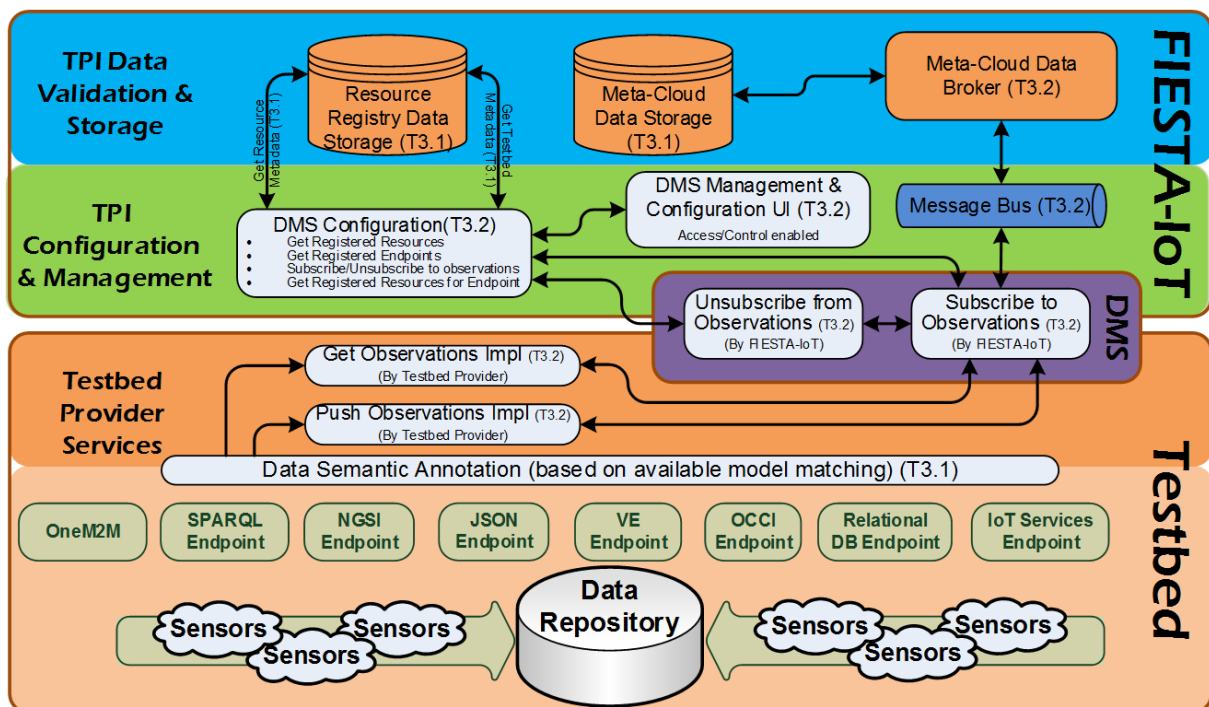 TPI Data
Validation &
Storage
Resource
Registry Data
Storage (T3.1)
Meta-Cloud
Data Storage
(T3.1)
Meta-Cloud Data
Broker (T3.2)
FIESTA-IoT
Get Resource
Metadata (T3.1)
Get Testbed
Metadata (T3.1)
TPI
Configuration
& Management
DMS Configuration(T3.2)
• Get Registered Resources
• Get Registered Endpoints
• Subscribe/Unsubscribe to observations
• Get Registered Resources for Endpoint
DMS Management &
Configuration UI (T3.2)
Access/Control enabled
Message Bus (T3.2)
Unsubscribe from
Observations (T3.2)
(By FIESTA-IoT)
Subscribe to
Observations (T3.2)
(By FIESTA-IoT)
DMS
Testbed
Provider
Services
Get Observations Impl (T3.2)
(By Testbed Provider)
Push Observations Impl (T3.2)
(By Testbed Provider)
Data Semantic Annotation (based on available model matching) (T3.1)
Testbed
OneM2M
SPARQL
Endpoint
NGSI
Endpoint
JSON
Endpoint
VE
Endpoint
OCCI
Endpoint
Relational
DB Endpoint
IoT Services
Endpoint
Sensors
Sensors
Sensors
Data
Repository
Sensors
Sensors
Sensors